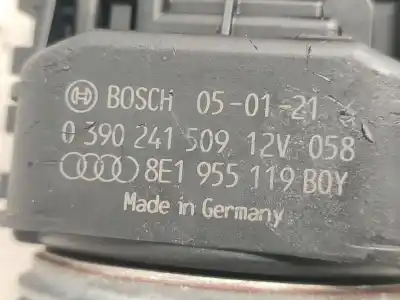 BOSCH 05-01-21
0 390 241 509 12V 058
8E1 955 119 BOY
Made in Germany